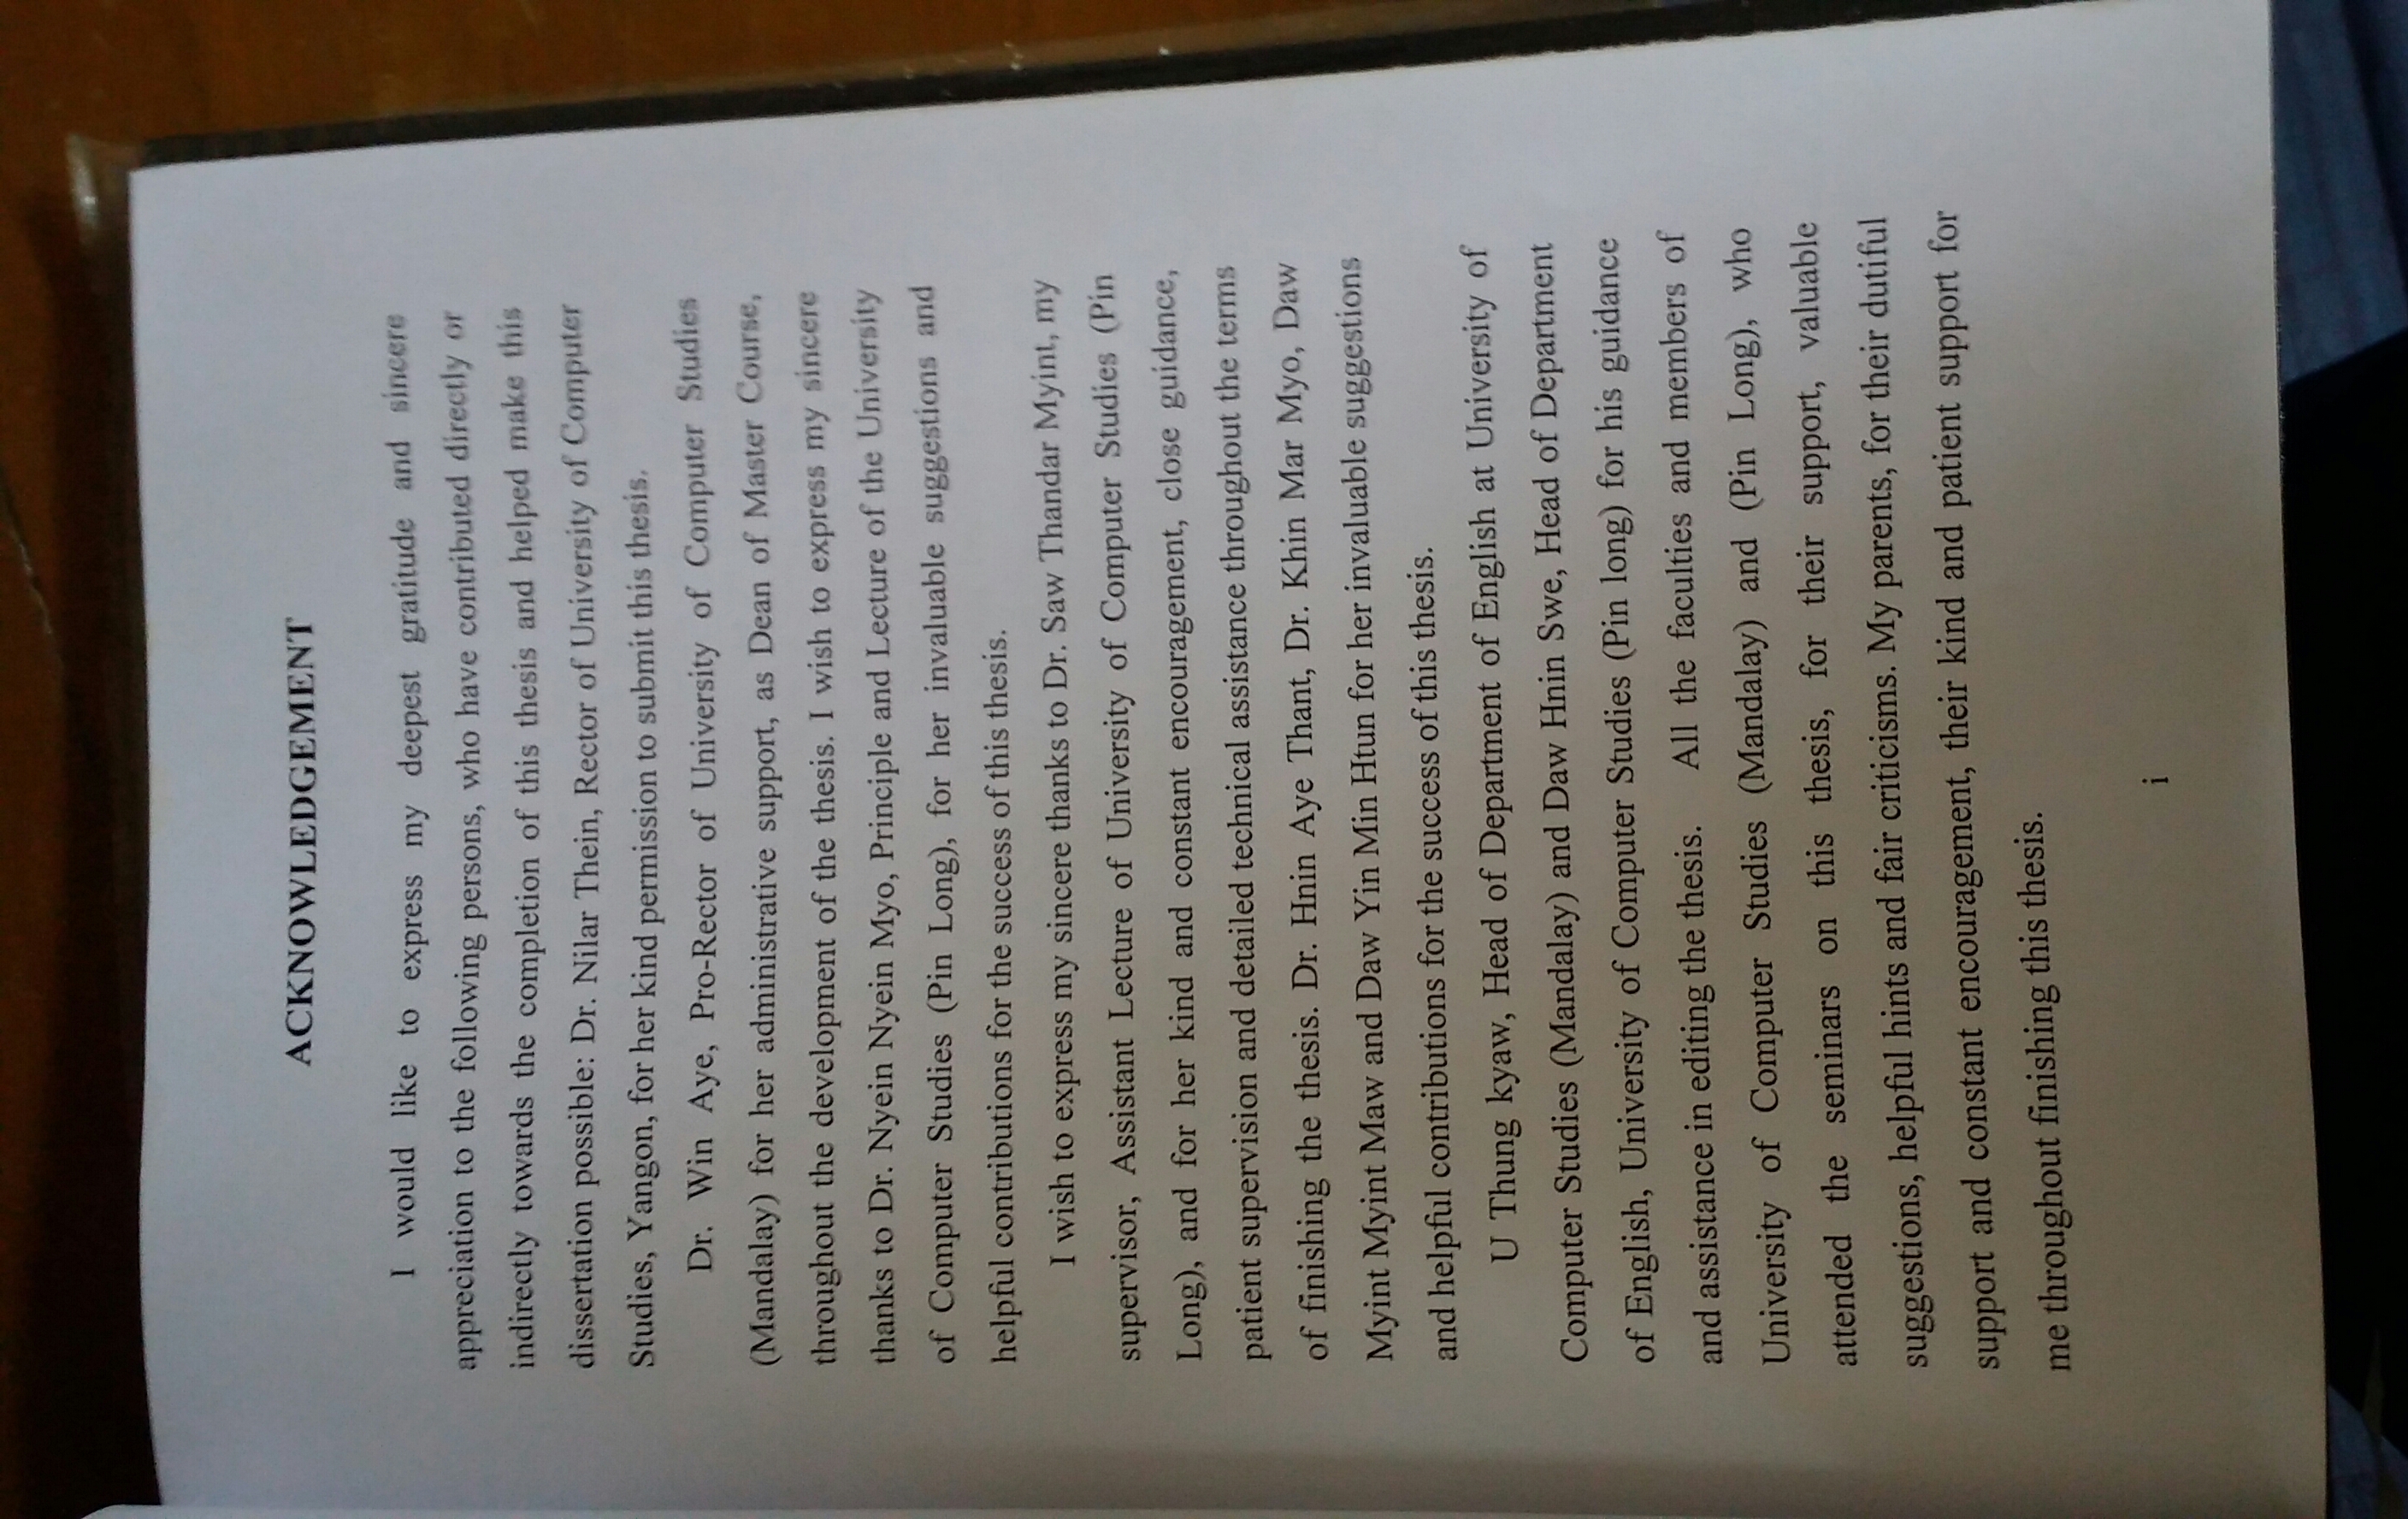 ACKNOWLEDGEMENT
I would like to express my deepest gratitude and sincere
appreciation to the following persons, who have contributed directly or
indirectly towards the completion of this thesis and helped make this
dissertation possible: Dr. Nilar Thein, Rector of University of Computer
Studies, Yangon, for her kind permission to submit this thesis.
Dr. Win Aye, Pro-Rector of University of Computer Studies
(Mandalay) for her administrative support, as Dean of Master Course,
throughout the development of the thesis. I wish to express my sincere
thanks to Dr. Nyein Nyein Myo, Principle and Lecture of the University
of Computer Studies (Pin Long), for her invaluable suggestions and
helpful contributions for the success of this thesis.
I wish to express my sincere thanks to Dr. Saw Thandar Myint, my
supervisor, Assistant Lecture of University of Computer Studies (Pin
Long), and for her kind and constant encouragement, close guidance,
patient supervision and detailed technical assistance throughout the terms
of finishing the thesis. Dr. Hnin Aye Thant, Dr. Khin Mar Myo, Daw
Myint Myint Maw and Daw Yin Min Htun for her invaluable suggestions
and helpful contributions for the success of this thesis.
U Thung kyaw, Head of Department of English at University of
Computer Studies (Mandalay) and Daw Hnin Swe, Head of Department
of English, University of Computer Studies (Pin long) for his guidance
and assistance in editing the thesis. All the faculties and members of
University of Computer Studies (Mandalay) and (Pin Long), who
attended the seminars on this thesis, for their support, valuable
suggestions, helpful hints and fair criticisms. My parents, for their dutiful
support and constant encouragement, their kind and patient support for
me throughout finishing this thesis.
i